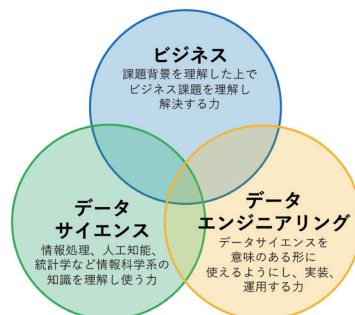 ビジネス
課題背景を理解した上で
ビジネス課題を理解し
解決する力
データ
サイエンス
情報処理、人工知能、
統計学など情報科学系の
知識を理解し使う力
データ
エンジニアリング
データサイエンスを
意味のある形に
使えるようにし、実装、
運用する力